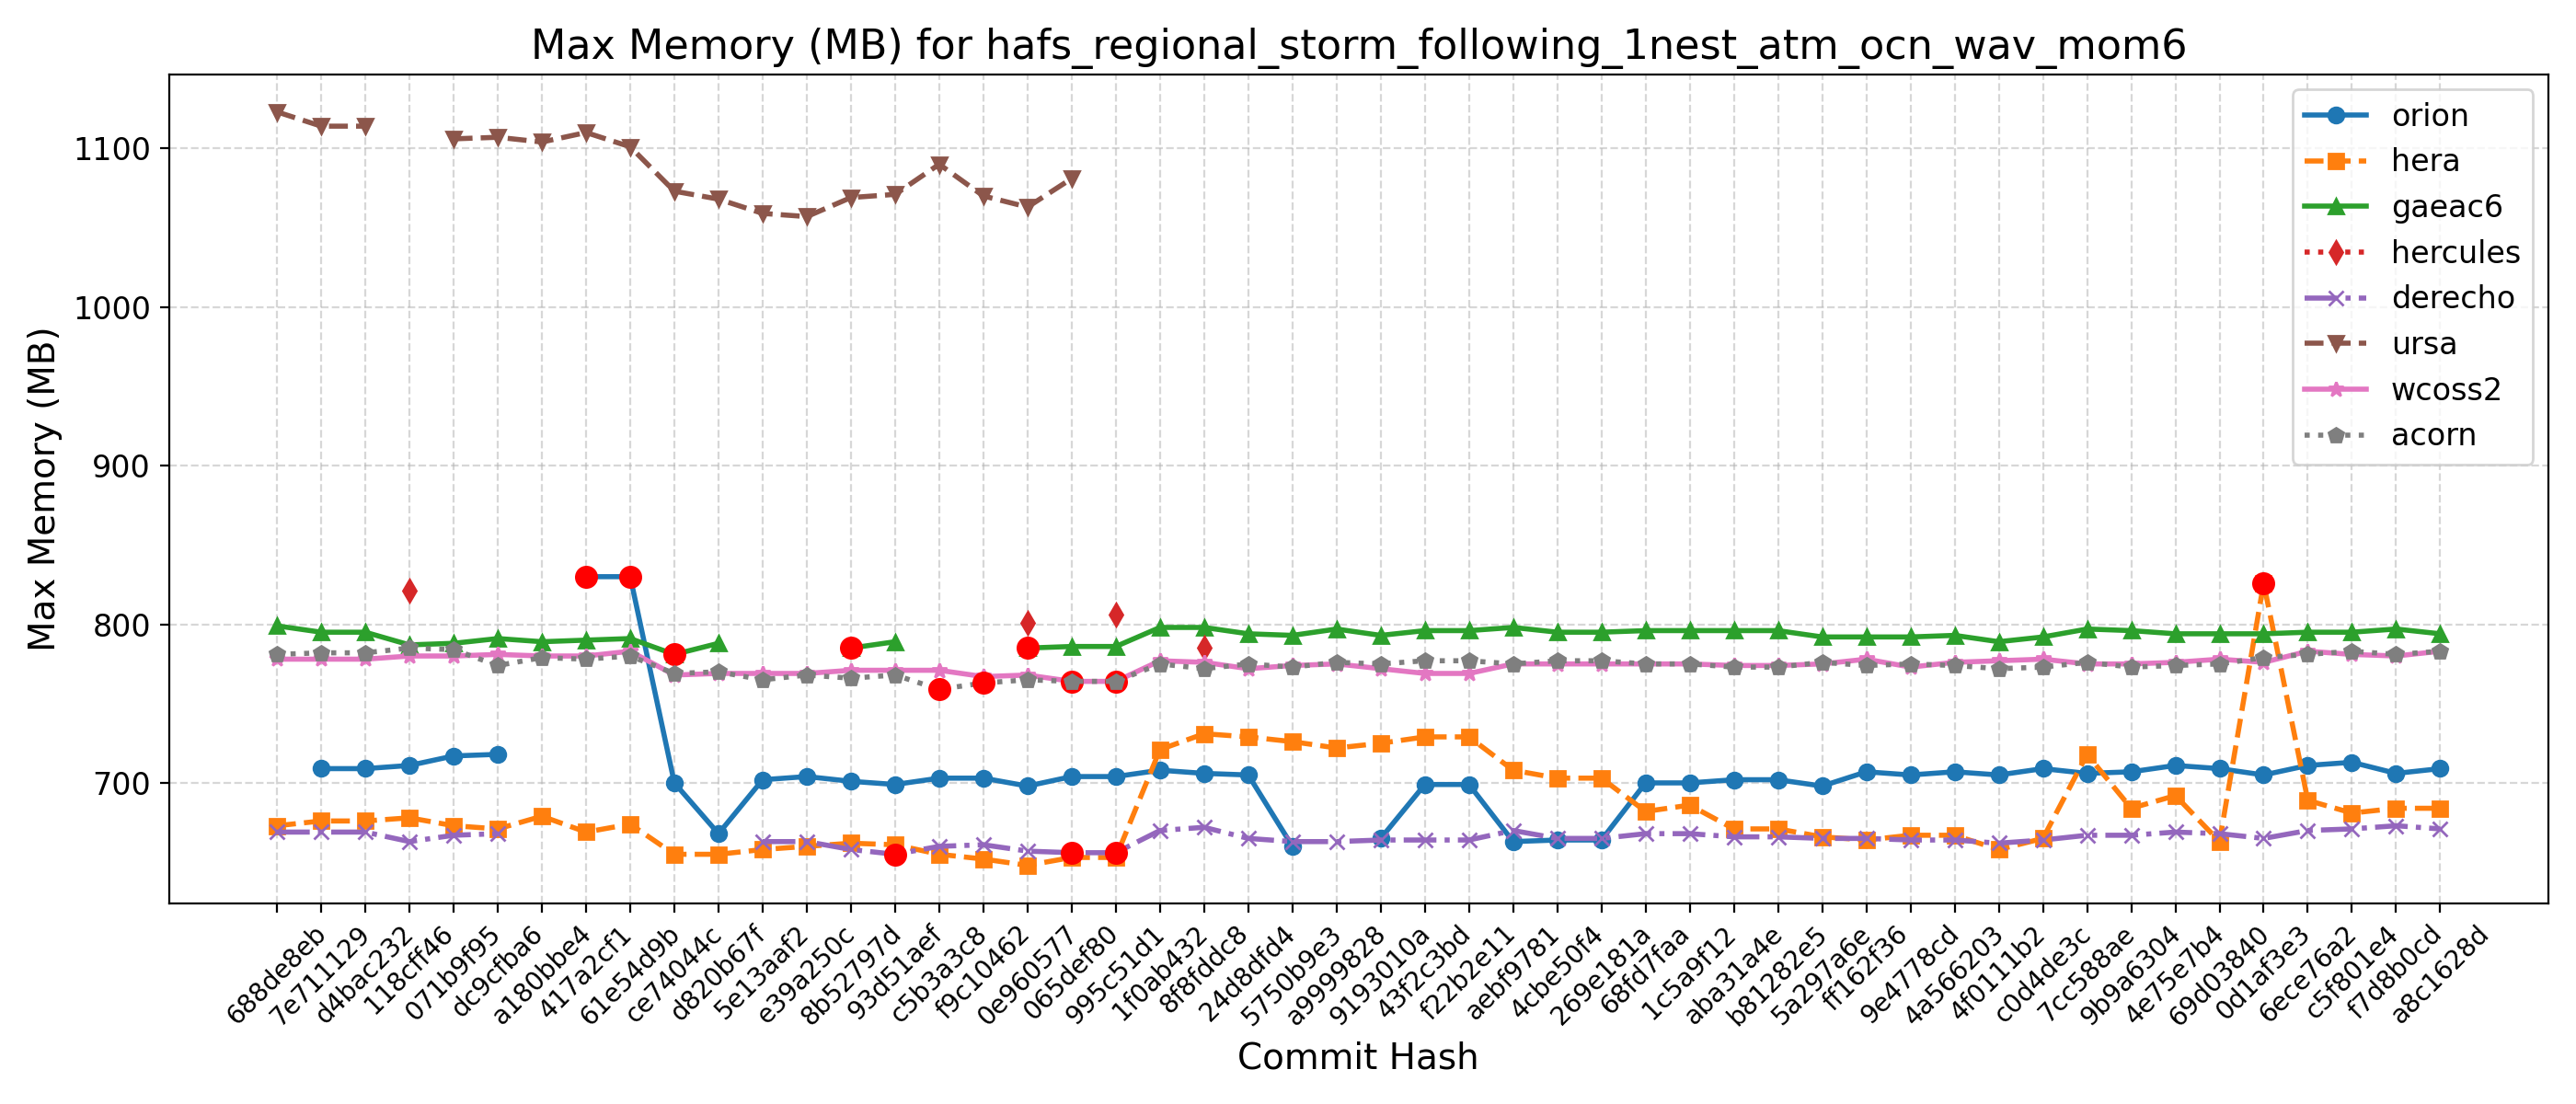 Max Memory (MB) for hafs_regional_storm_following_1nest_atm_ocn_wav_mom6
Max Memory (MB)
1100
1000
900
800
700
orion
hera
gaeac6
hercules
derecho
ursa
wcoss2
acorn
688de8eb
7e711129
d4bac232
118cff46
071b9f95
dc9cfba6
a180bbe4
417a2cf1
61e54d9b
ce74044c
d820b67f
5e13aaf2
e39a250c
8b52797d
93d51aef
c5b3a3c8
f9c10462
0e960577
065def80
995c51d1
1f0ab432
8f8fddc8
24d8dfd4
5750b9e3
a9999828
9193010a
43f2c3bd
f22b2e11
aebf9781
4cbe50f4
269e181a
68fd7faa
1c5a9f12
aba31a4e
b81282e5
5a297a6e
ff162f36
9e4778cd
4a566203
4f0111b2
c0d4de3c
7cc588ae
9b9a6304
4e75e7b4
69d03840
0d1af3e3
6ece76a2
c5f801e4
f7d8b0cd
a8c1628d
Commit Hash